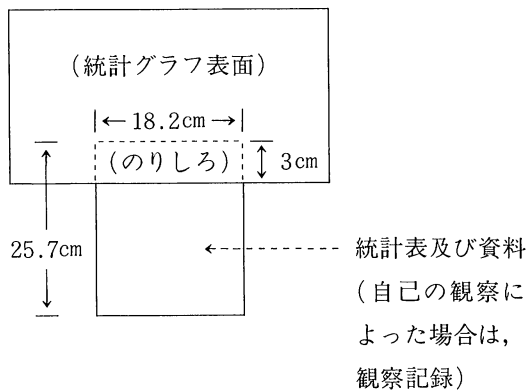 (統計グラフ表面)
18.2cm
(のりしろ)
3cm
25.7cm
統計表及び資料
(自己の観察に
よった場合は,
観察記録)